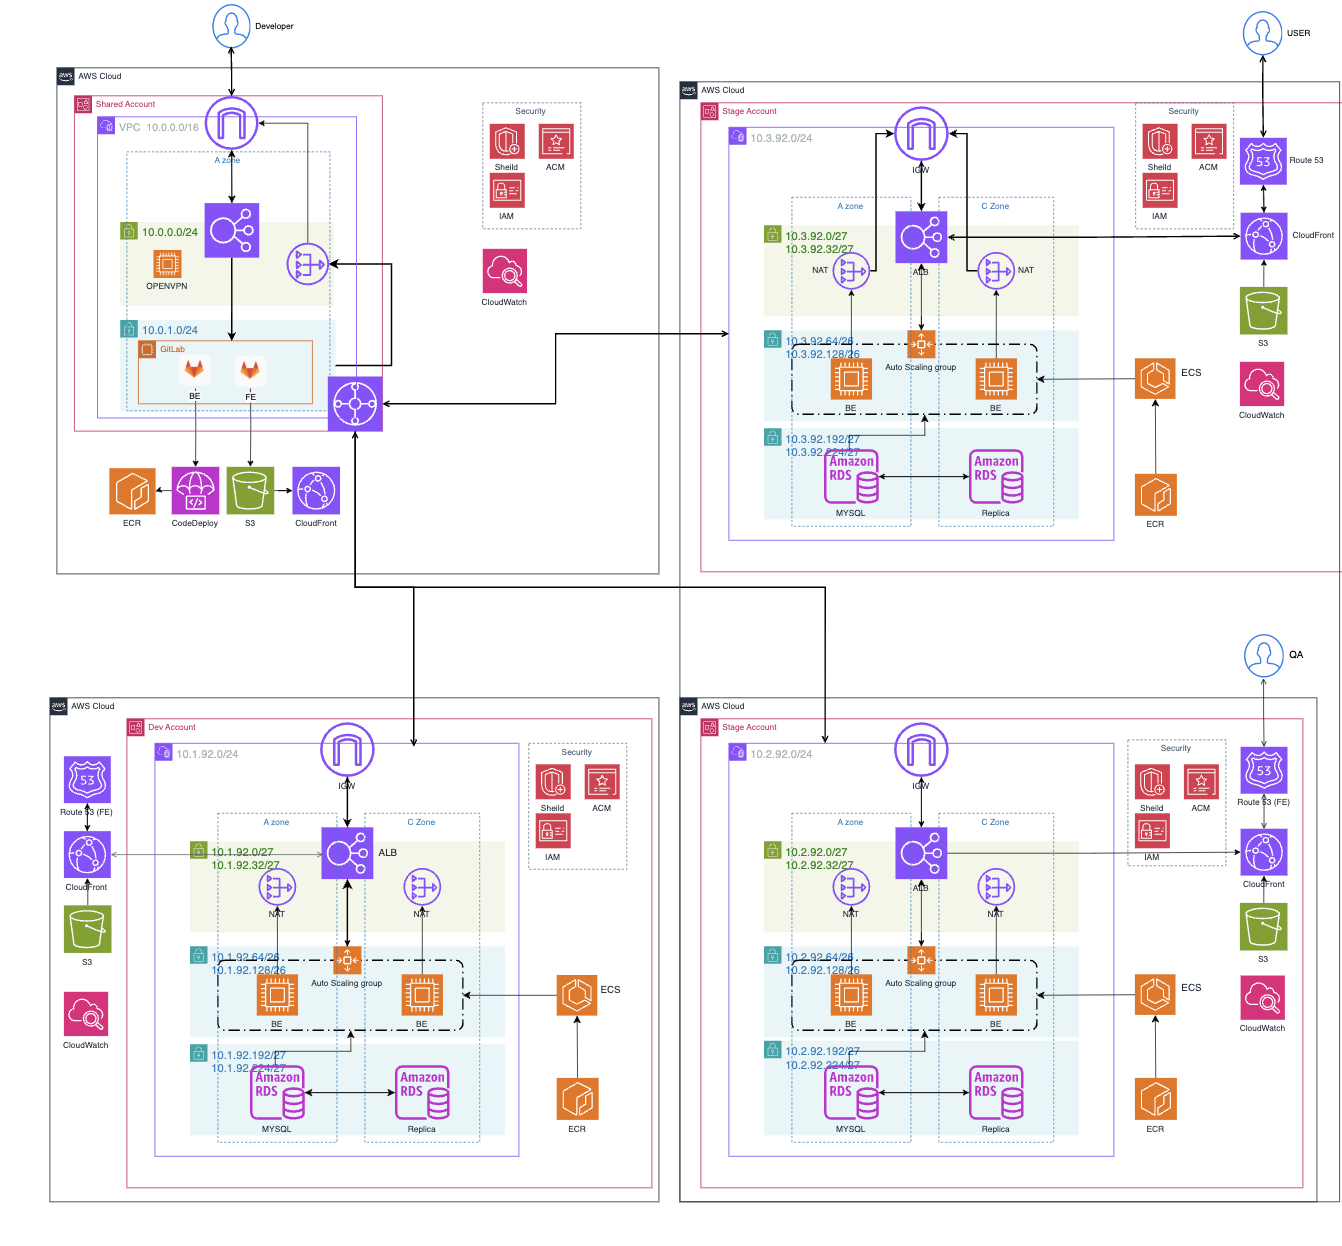 Developer
AWS Cloud
Shared Account
VPC 10.0.0.0/16
A zone
10.0.0.0/24
OPENVPN
10.0.1.0/24
GitLab
BE
FE
ECR
CodeDeploy
S3
CloudFront
Security
Sheild
ACM
IAM
CloudWatch
USER
AWS Cloud
Stage Account
10.3.92.0/24
IGW
A zone
C Zone
10.3.92.0/27
10.3.92.32/27
NAT
ALB
NAT
10.3.92.64/26
10.3.92.128/26
Auto Scaling group
BE
BE
10.3.92.192/27
10.3.92.224/27
Amazon
RDS
MYSQL
Amazon
RDS
Replica
Security
Sheild
ACM
IAM
53
Route 53
CloudFront
S3
CloudWatch
ECS
ECR
AWS Cloud
Dev Account
10.1.92.0/24
IGW
A zone
C Zone
10.1.92.0/27
10.1.92.32/27
ALB
NAT
NAT
10.1.92.64/26
10.1.92.128/26
Auto Scaling group
BE
BE
10.1.92.192/27
10.1.92.224/27
Amazon
RDS
MYSQL
Amazon
RDS
Replica
53
Route 53 (FE)
CloudFront
S3
CloudWatch
Security
Sheild
ACM
IAM
ECS
ECR
QA
AWS Cloud
Stage Account
10.2.92.0/24
IGW
A zone
C Zone
10.2.92.0/27
10.2.92.32/27
ALB
NAT
NAT
10.2.92.64/26
10.2.92.128/26
Auto Scaling group
BE
BE
10.2.92.192/27
10.2.92.224/27
Amazon
RDS
MYSQL
Amazon
RDS
Replica
Security
Sheild
ACM
IAM
53
Route 53 (FE)
CloudFront
S3
CloudWatch
ECS
ECR